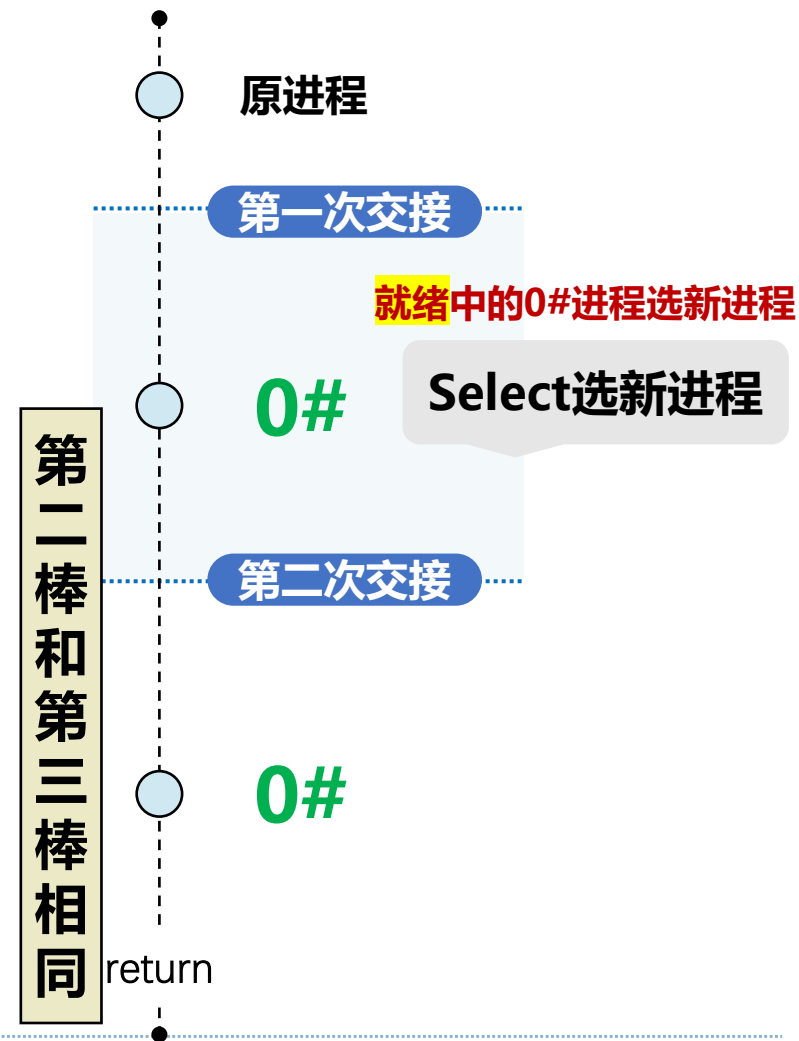 原进程
第一次交接
就绪中的0#进程选新进程
Select选新进程
0#
第二棒和第三棒相同
第二次交接
0#
return